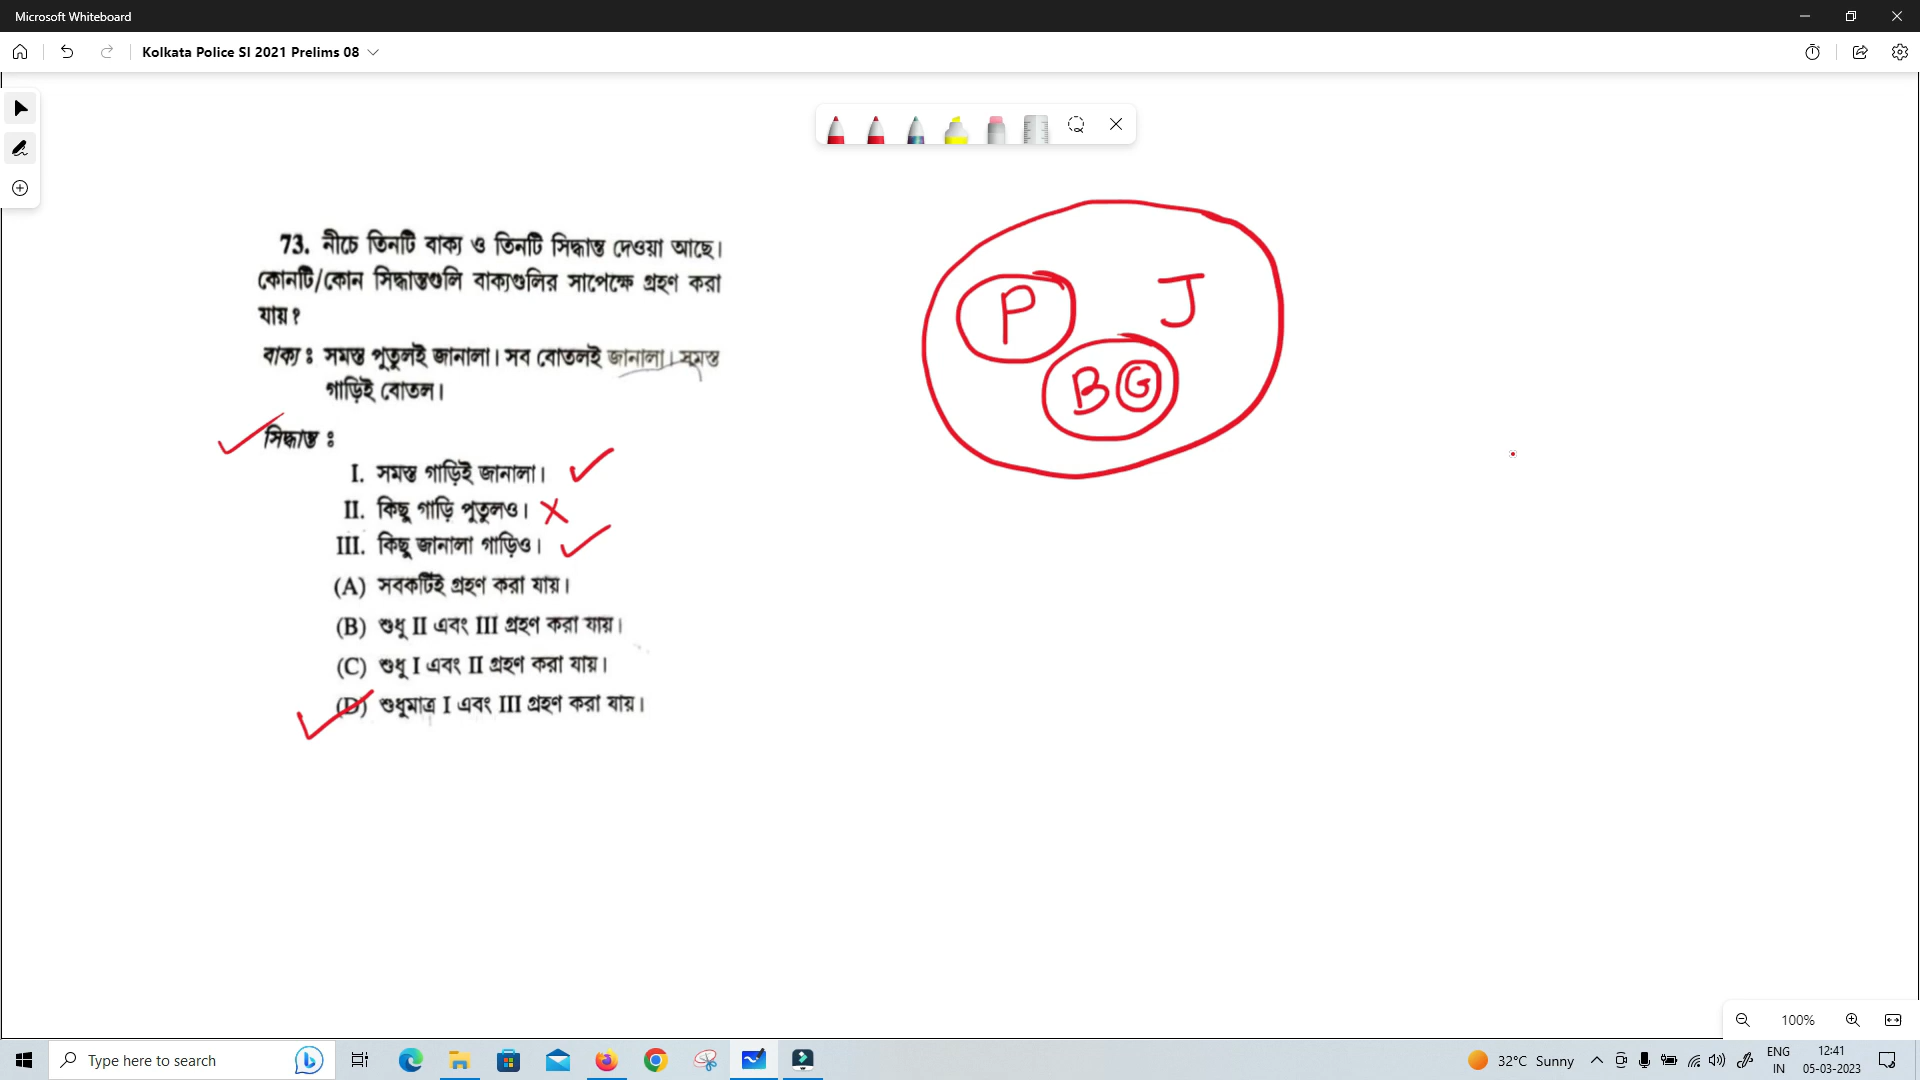 Microsoft Whiteboard
Kolkata Police SI 2021 Prelims 08
73. নীচে তিনটি বাক্য ও তিনটি সিদ্ধান্ত দেওয়া আছে।
কোনটি/কোন সিদ্ধান্তগুলি বাক্যগুলির সাপেক্ষে গ্রহণ করা
যায়?
বাক্য : সমস্ত পুতুলই জানালা। সব বোতলই জানালা। সমস্ত
গাড়িই বোতল।
সিদ্ধান্ত :
I. সমস্ত গাড়িই জানালা।
II. কিছু গাড়ি পুতুলও।
III. কিছু জানালা গাড়িও।
(A) সবকটিই গ্রহণ করা যায়।
(B) শুধু II এবং III গ্রহণ করা যায়।
(C) শুধু I এবং II গ্রহণ করা যায়।
(D) শুধুমাত্র I এবং III গ্রহণ করা যায়।
P J
B G
100%
Type here to search
32°C Sunny
ENG
IN
12:41
05-03-2023